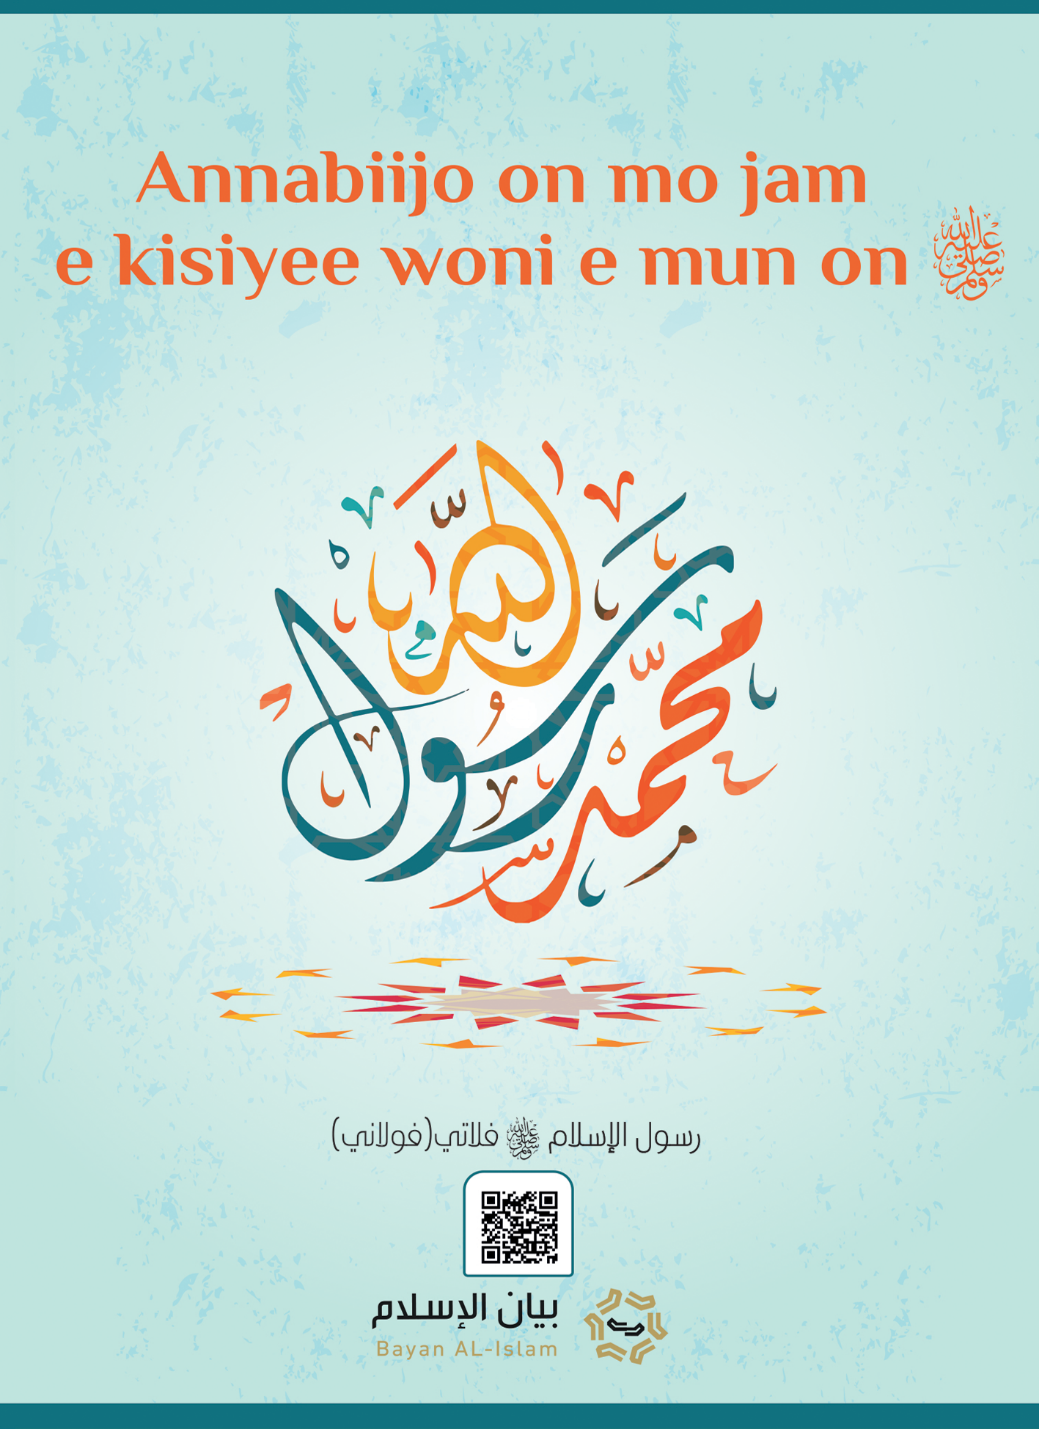 Annabiijo on mo jam
e kisiyee woni e mun on ﷺ
محمد رسول الله
رسول الإسلام ﷺ فلاتي(فولاني)
بيان الإسلام
Bayan AL-Islam